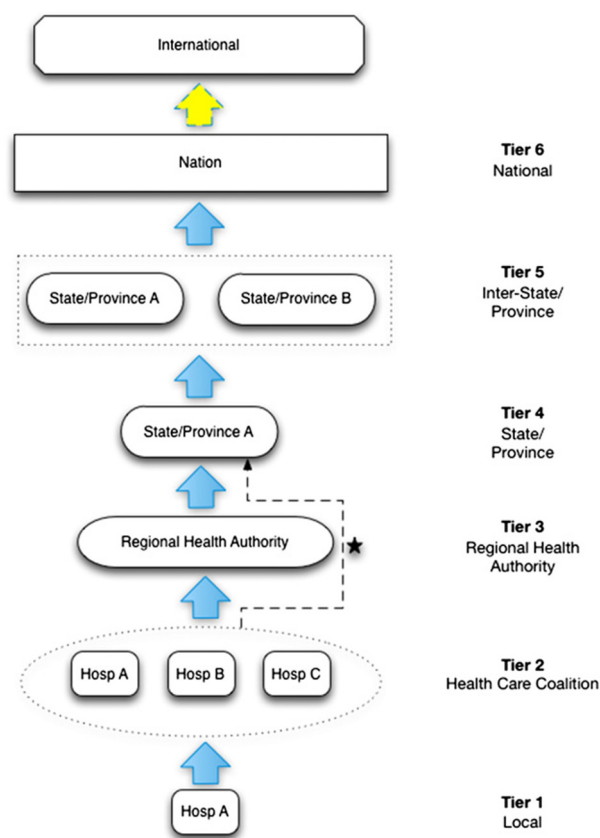 International
Nation
Tier 6
National
State/Province A
State/Province B
Tier 5
Inter-State/
Province
State/Province A
Tier 4
State/
Province
Regional Health Authority
Tier 3
Regional Health
Authority
Hosp A
Hosp B
Hosp C
Tier 2
Health Care Coalition
Hosp A
Tier 1
Local